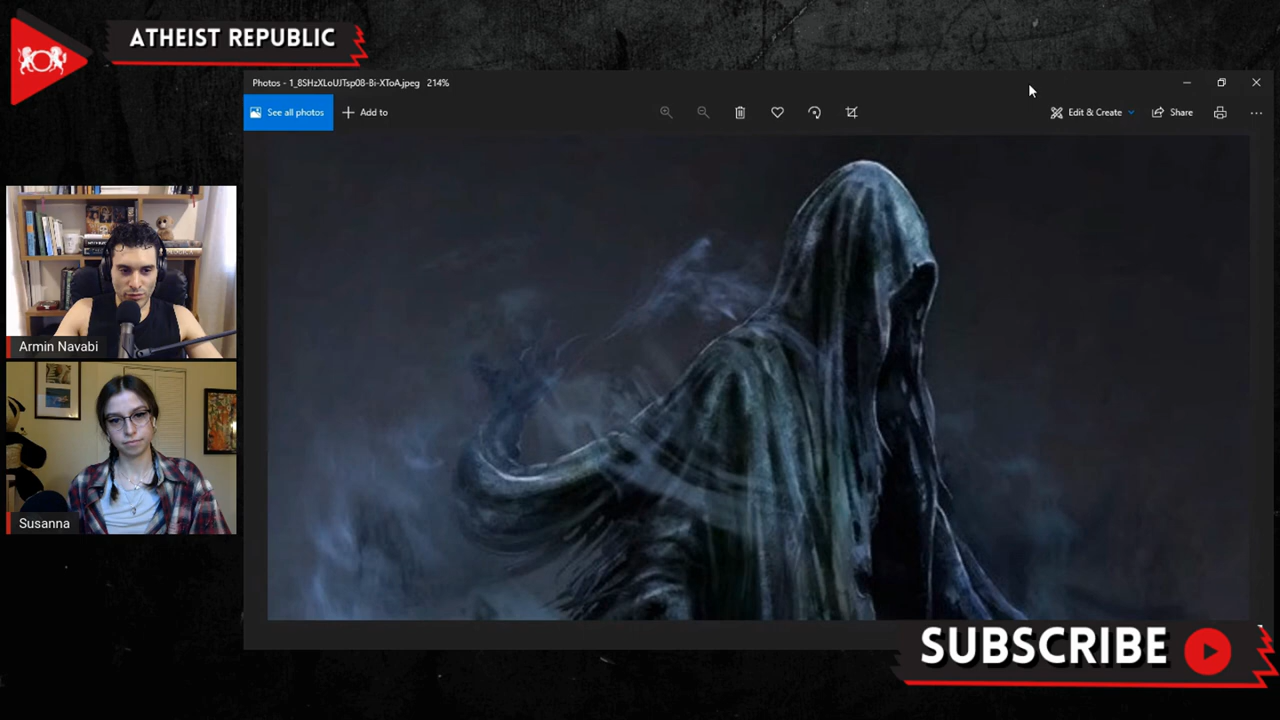 ATHEIST REPUBLIC
Photos - 1_8SHzXLoUJTsp08-Bi-XToA.jpeg 214%
See all photos
Add to
Edit & Create
Share
Armin Navabi
Susanna
SUBSCRIBE